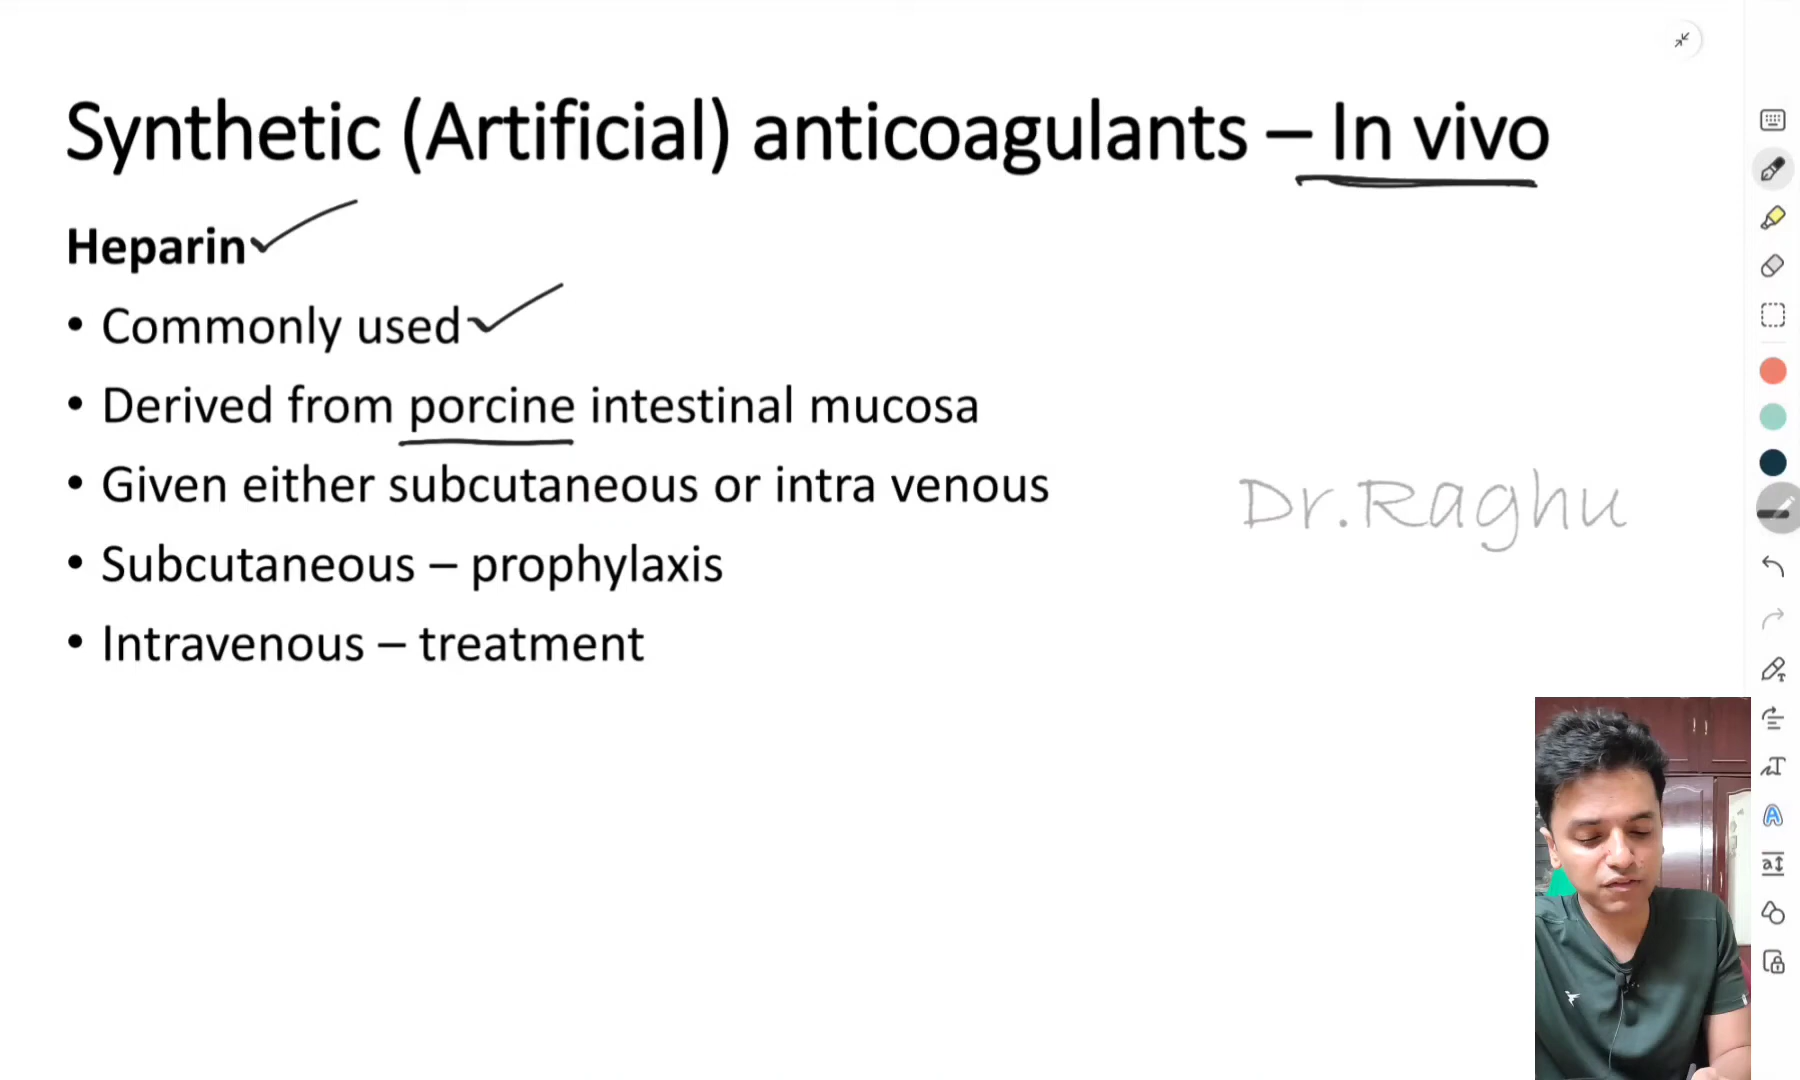 Synthetic (Artificial) anticoagulants – In vivo
Heparin
• Commonly used
• Derived from porcine intestinal mucosa
• Given either subcutaneous or intra venous
• Subcutaneous – prophylaxis
• Intravenous – treatment
Dr.Raghu